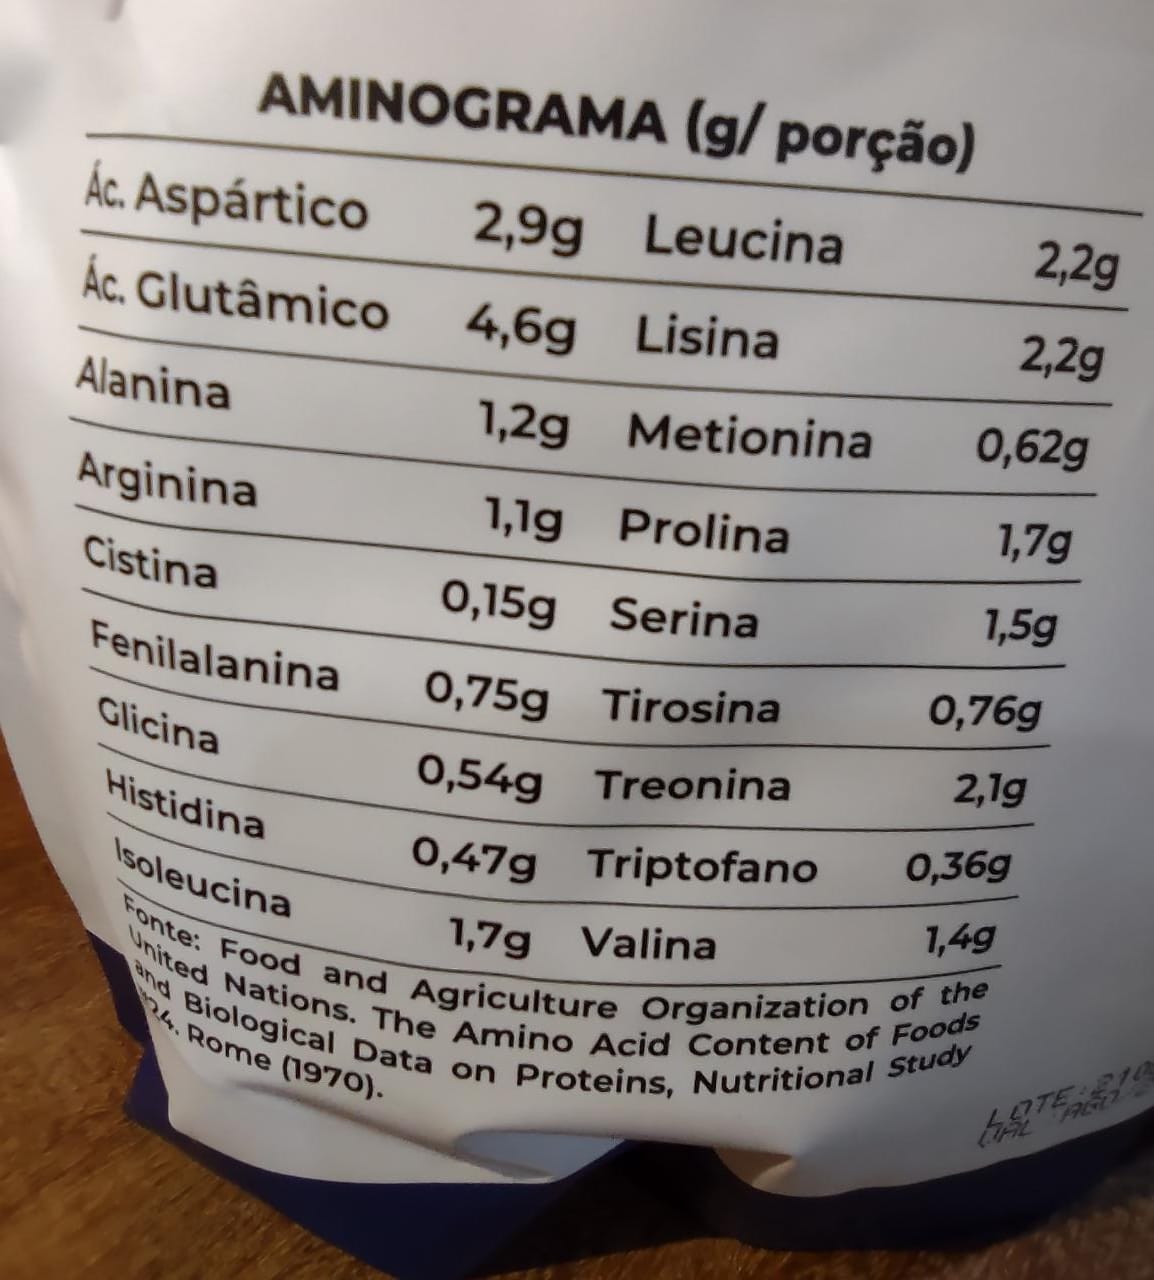 AMINOGRAMA (g/ porção)
Ác. Aspártico 2,9g Leucina 2,2g
Ác. Glutâmico 4,6g Lisina 2,2g
Alanina 1,2g Metionina 0,62g
Arginina 1,1g Prolina 1,7g
Cistina 0,15g Serina 1,5g
Fenilalanina 0,75g Tirosina 0,76g
Glicina 0,54g Treonina 2,1g
Histidina 0,47g Triptofano 0,36g
Isoleucina 1,7g Valina 1,4g
Fonte: Food and Agriculture Organization of the
United Nations. The Amino Acid Content of Foods
and Biological Data on Proteins, Nutritional Study
#24. Rome (1970).
LOTE: